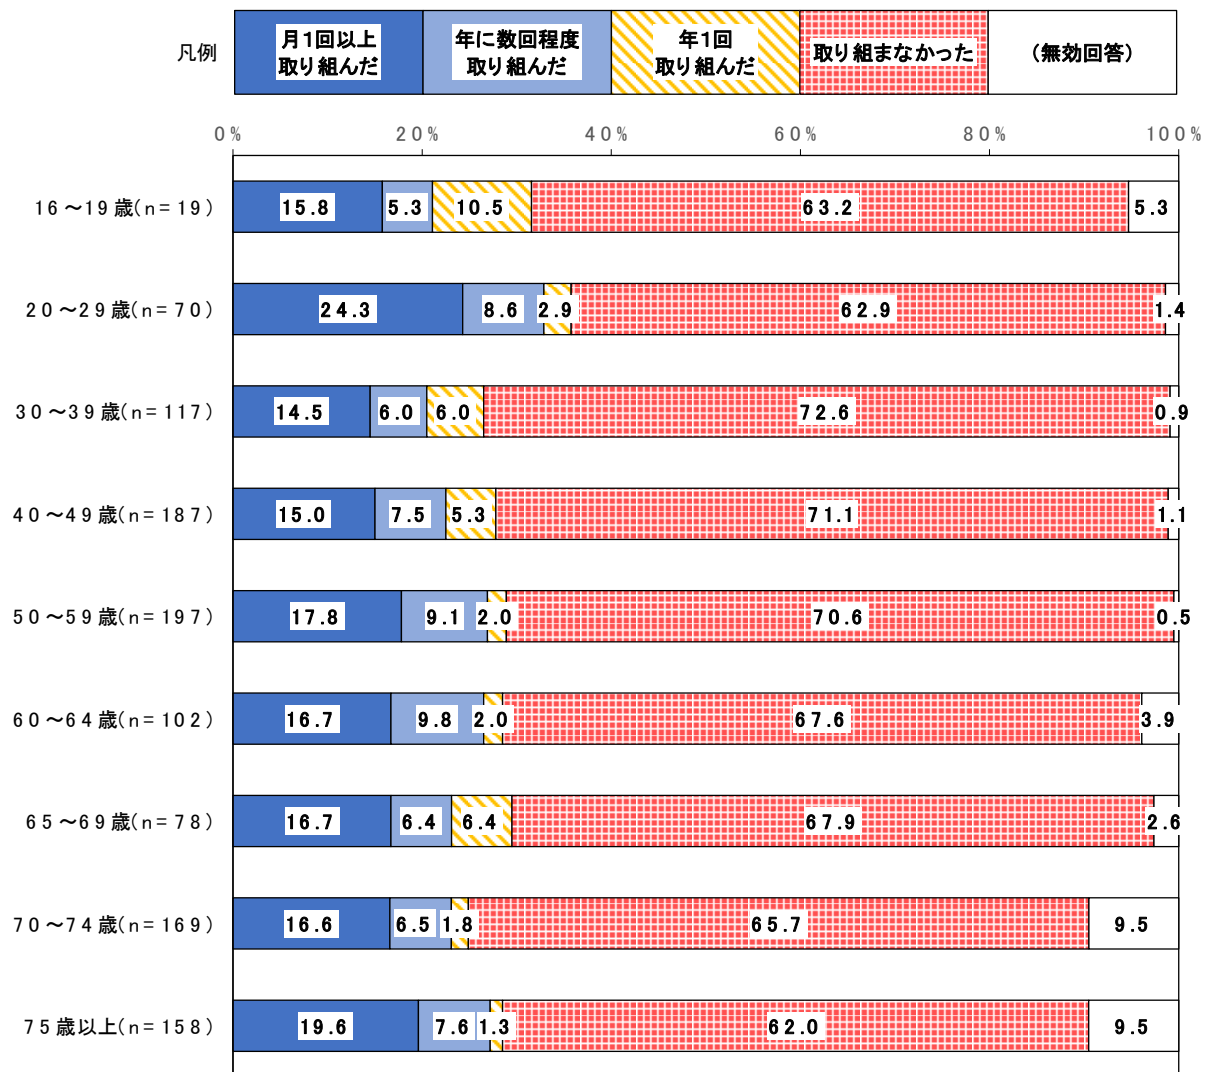 凡例
月1回以上
取り組んだ
年に数回程度
取り組んだ
年1回
取り組んだ
取り組まなかった
(無効回答)
0% 20% 40% 60% 80% 100%
16~19歳(n=19) 15.8 5.3 10.5 63.2 5.3
20~29歳(n=70) 24.3 8.6 2.9 62.9 1.4
30~39歳(n=117) 14.5 6.0 6.0 72.6 0.9
40~49歳(n=187) 15.0 7.5 5.3 71.1 1.1
50~59歳(n=197) 17.8 9.1 2.0 70.6 0.5
60~64歳(n=102) 16.7 9.8 2.0 67.6 3.9
65~69歳(n=78) 16.7 6.4 6.4 67.9 2.6
70~74歳(n=169) 16.6 6.5 1.8 65.7 9.5
75歳以上(n=158) 19.6 7.6 1.3 62.0 9.5